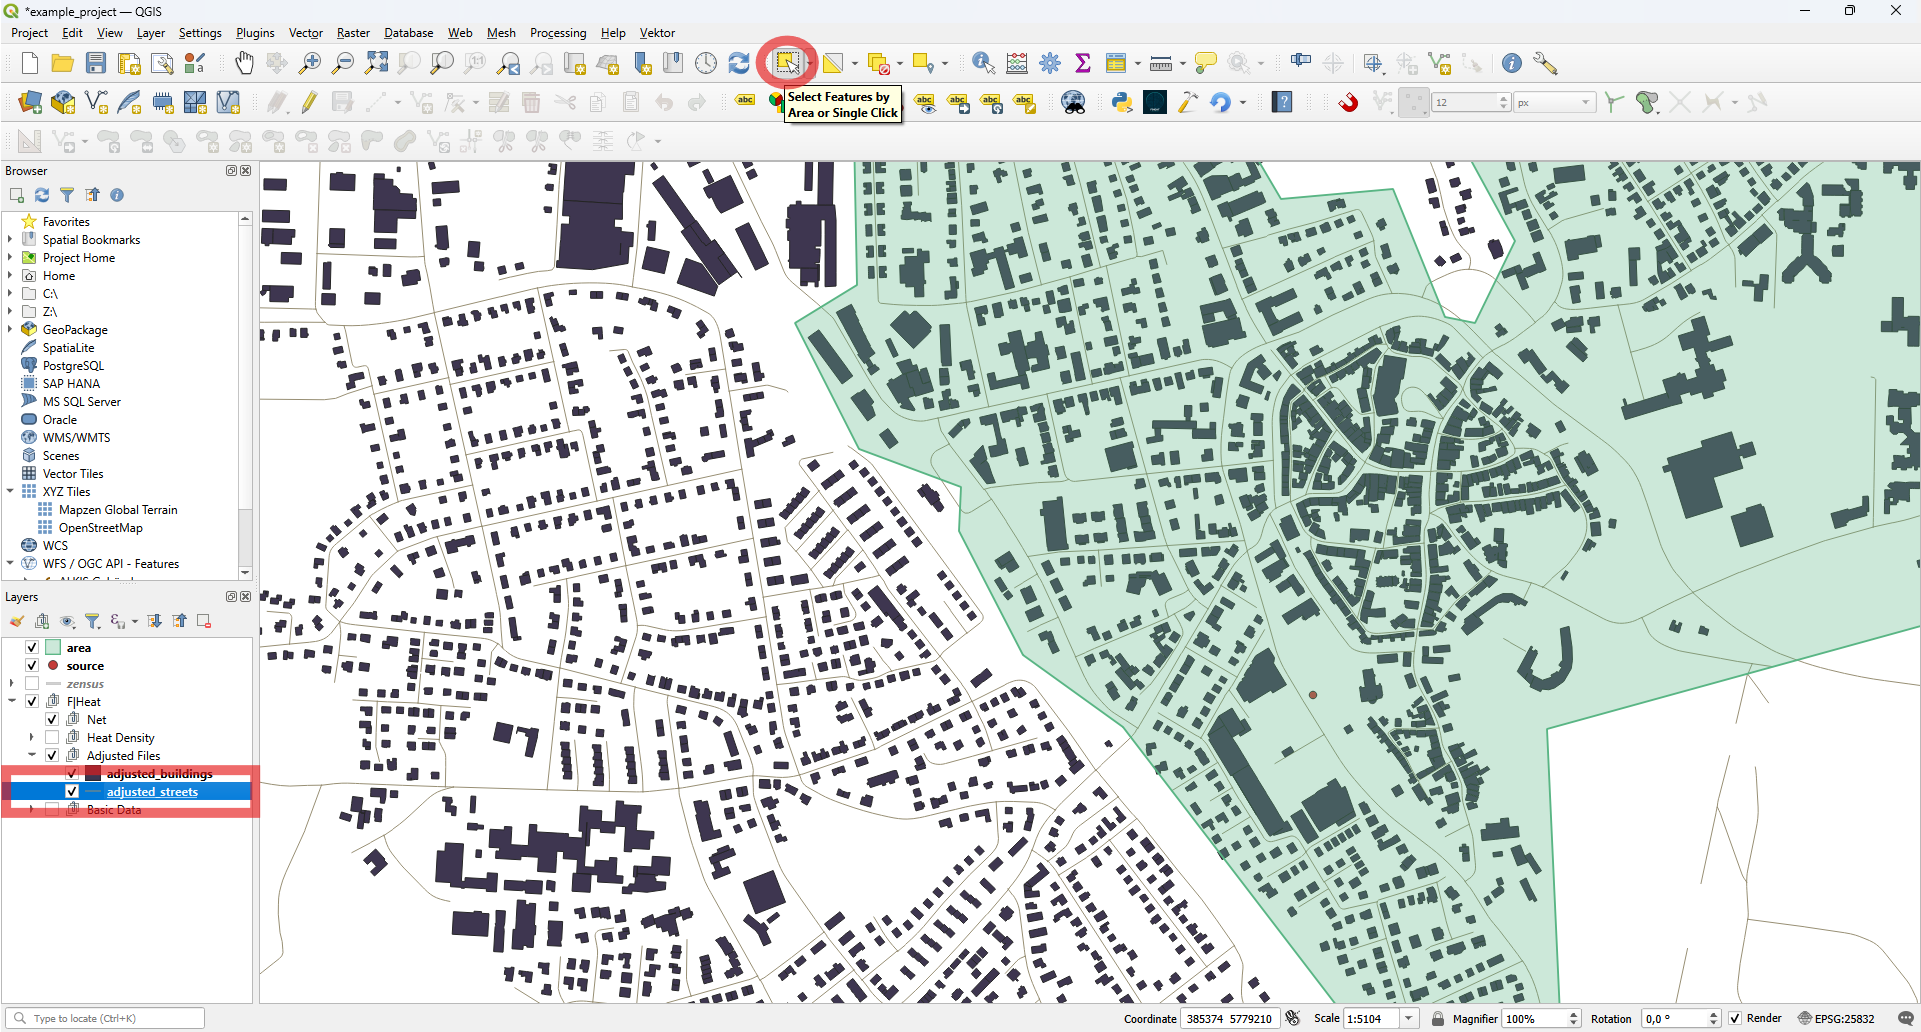 *example_project — QGIS
Project Edit View Layer Settings Plugins Vector Raster Database Web Mesh Processing Help Vektor
Select Features by
Area or Single Click
12
px
Browser
Favorites
Spatial Bookmarks
Project Home
Home
C:\
Z:\
GeoPackage
SpatiaLite
PostgreSQL
SAP HANA
MS SQL Server
Oracle
WMS/WMTS
Scenes
Vector Tiles
XYZ Tiles
Mapzen Global Terrain
OpenStreetMap
WCS
WFS / OGC API - Features
Layers
area
source
zensus
F|Heat
Net
Heat Density
Adjusted Files
adjusted_buildings
adjusted_streets
Basic Data
Type to locate (Ctrl+K)
Coordinate 385374 5779210 Scale 1:5104 Magnifier 100% Rotation 0,0 ° Render EPSG:25832